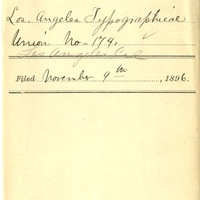 Los Angeles Typographical
Union No. 174.
Los Angeles Cal
Filed November 9th, 1896.